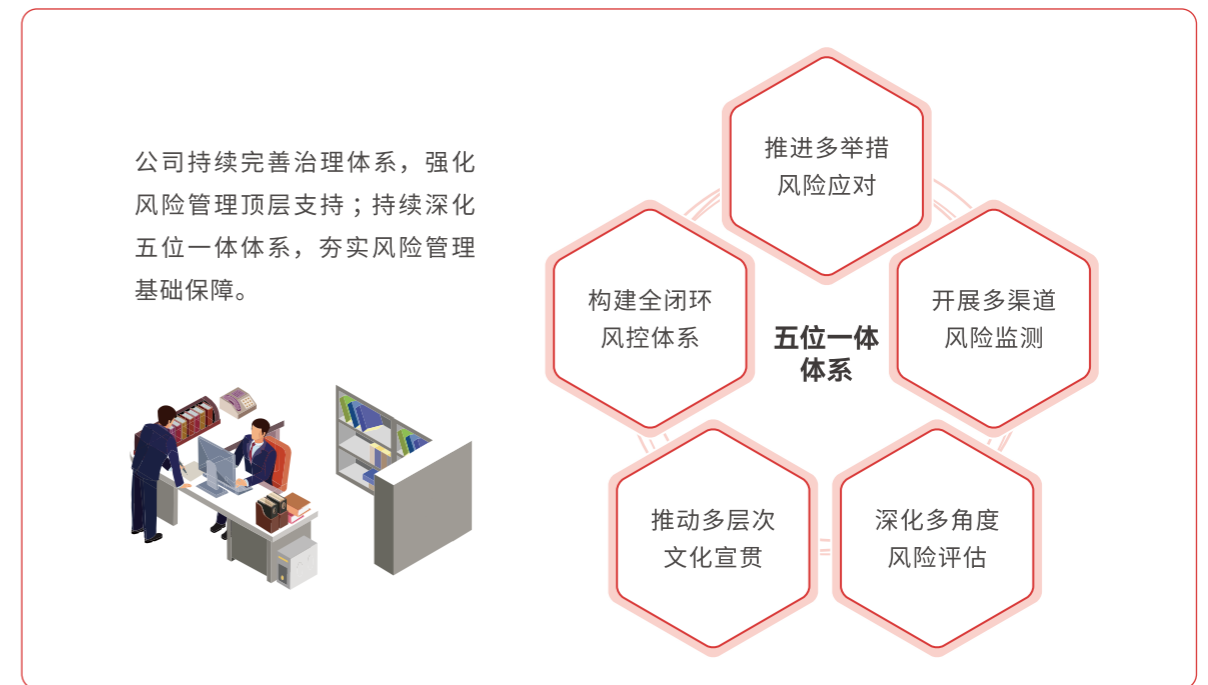 公司持续完善治理体系，强化
风险管理顶层支持；持续深化
五位一体体系，夯实风险管理
基础保障。
推进多举措
风险应对
构建全闭环
风控体系
开展多渠道
风险监测
五位一体
体系
推动多层次
文化宣贯
深化多角度
风险评估